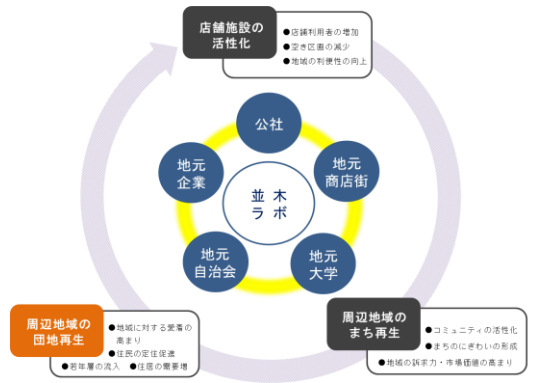 店舗施設の
活性化
●店舗利用者の増加
●空き区画の減少
●地域の利便性の向上
公社
地元
企業
地元
商店街
並木
ラボ
地元
自治会
地元
大学
周辺地域の
団地再生
●地域に対する愛着の
高まり
●住民の定住促進
●若年層の流入 ●住居の需要増
周辺地域の
まち再生
●コミュニティの活性化
●まちのにぎわいの形成
●地域の訴求力・市場価値の高まり